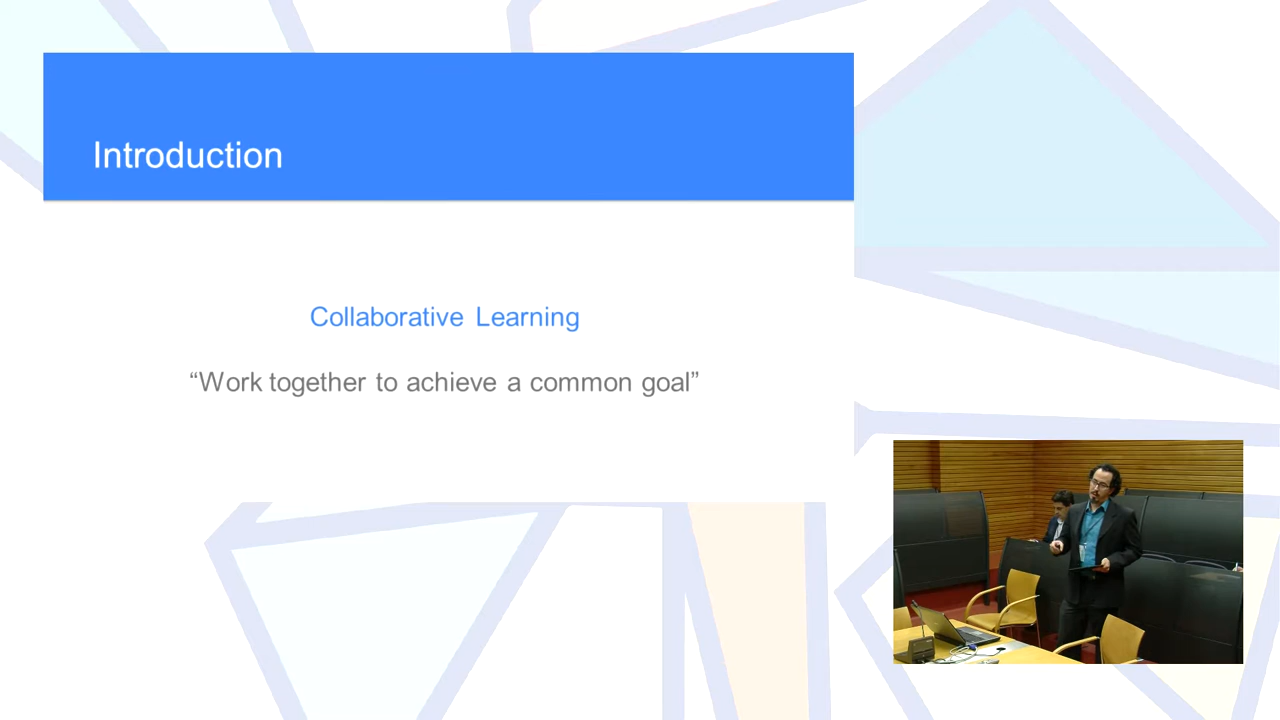 Introduction
Collaborative Learning
“Work together to achieve a common goal”